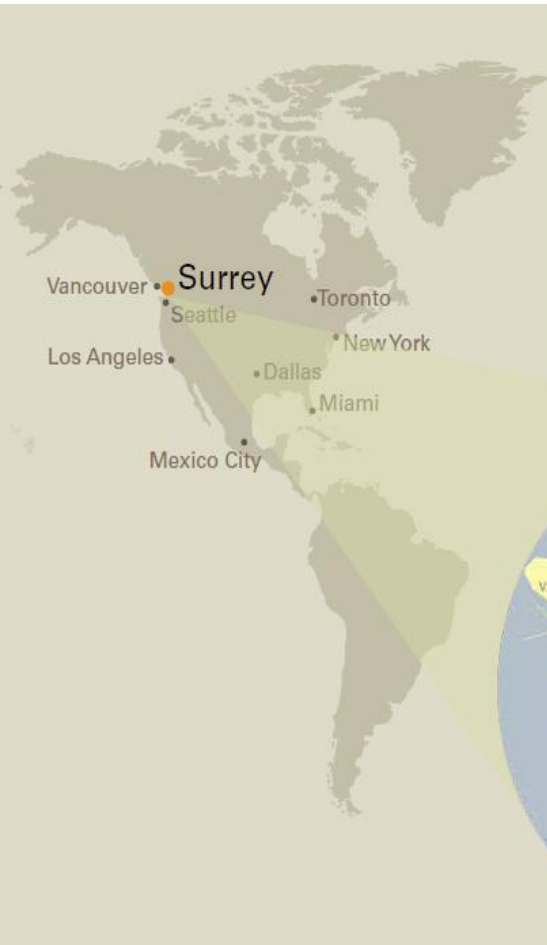 Surrey
Vancouver
Toronto
Seattle
New York
Los Angeles
Dallas
Miami
Mexico City